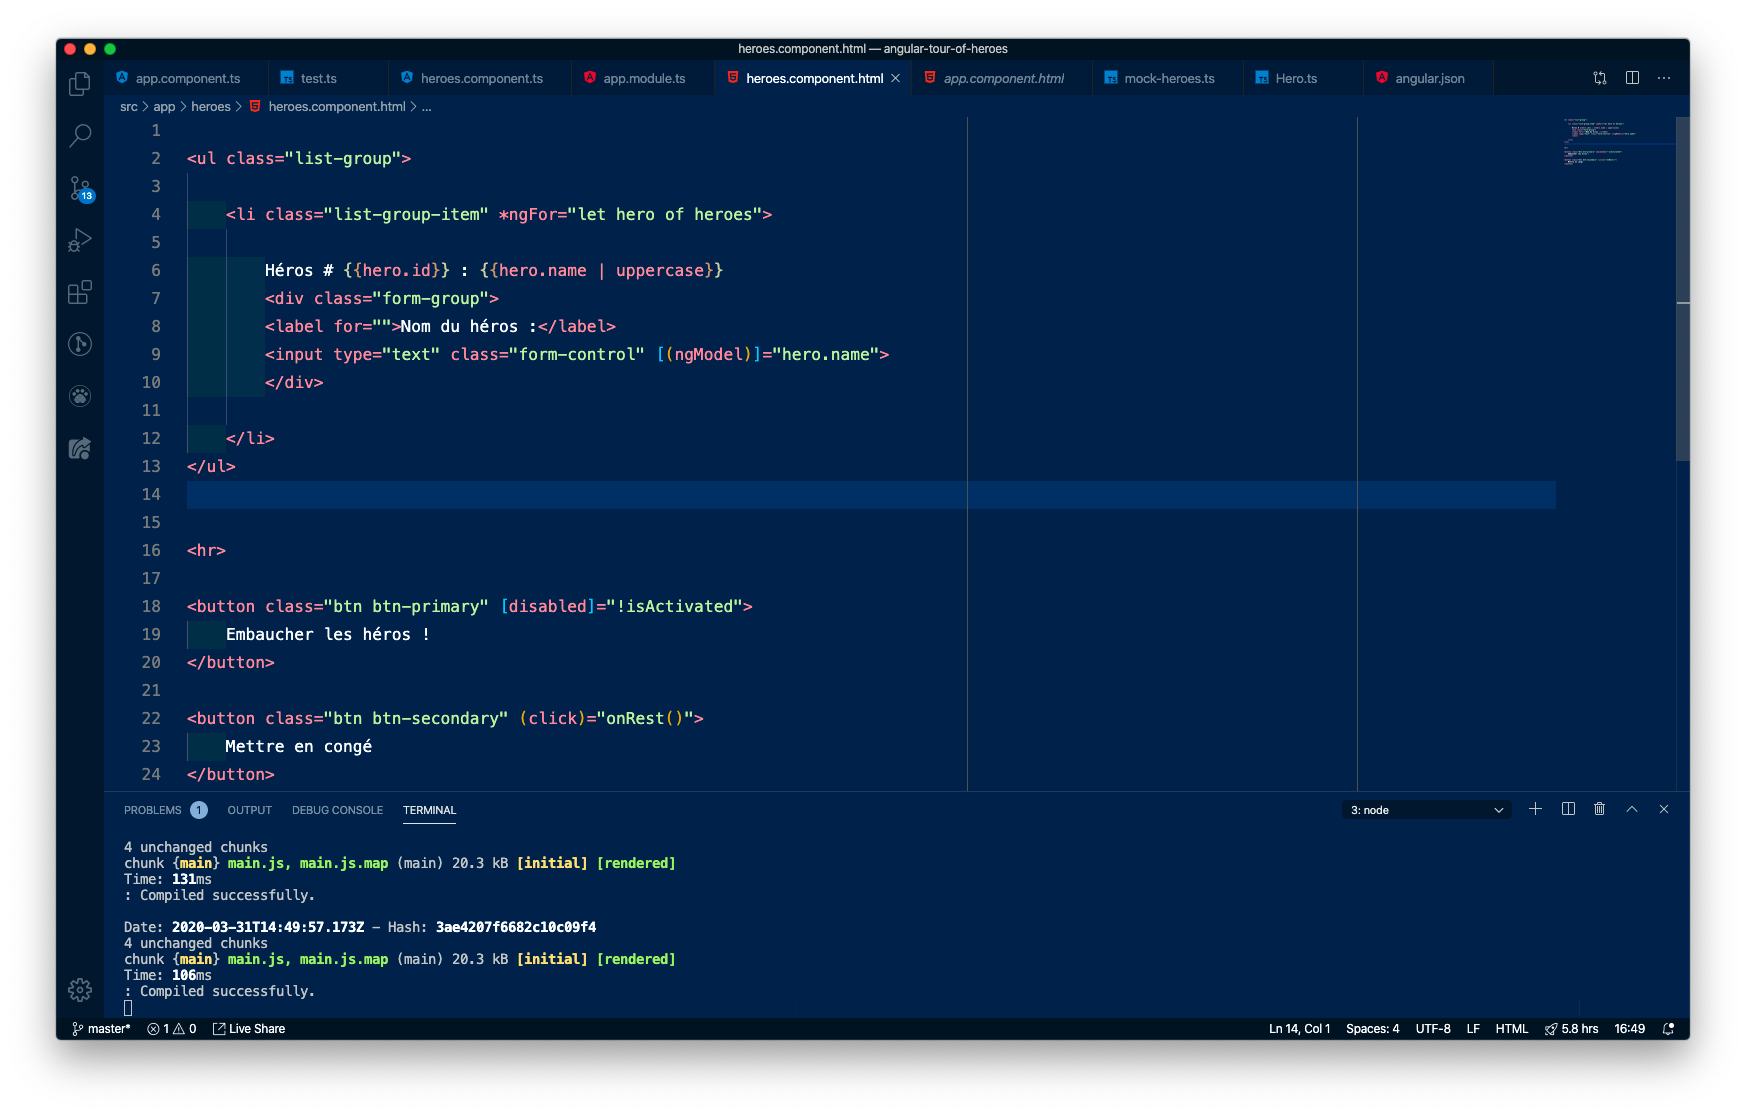 heroes.component.html — angular-tour-of-heroes
app.component.ts test.ts heroes.component.ts app.module.ts heroes.component.html app.component.html mock-heroes.ts Hero.ts angular.json
src > app > heroes > heroes.component.html > ...
1
2 <ul class="list-group">
3
4 <li class="list-group-item" *ngFor="let hero of heroes">
5
6 Héros # {{hero.id}} : {{hero.name | uppercase}}
7 <div class="form-group">
8 <label for="">Nom du héros :</label>
9 <input type="text" class="form-control" [(ngModel)]="hero.name">
10 </div>
11
12 </li>
13 </ul>
14
15
16 <hr>
17
18 <button class="btn btn-primary" [disabled]="!isActivated">
19 Embaucher les héros !
20 </button>
21
22 <button class="btn btn-secondary" (click)="onRest()">
23 Mettre en congé
24 </button>
13
PROBLEMS 1 OUTPUT DEBUG CONSOLE TERMINAL 3: node
4 unchanged chunks
chunk {main} main.js, main.js.map (main) 20.3 kB [initial] [rendered]
Time: 131ms
: Compiled successfully.
Date: 2020-03-31T14:49:57.173Z - Hash: 3ae4207f6682c10c09f4
4 unchanged chunks
chunk {main} main.js, main.js.map (main) 20.3 kB [initial] [rendered]
Time: 106ms
: Compiled successfully.
master* 1 0 Live Share Ln 14, Col 1 Spaces: 4 UTF-8 LF HTML 5.8 hrs 16:49